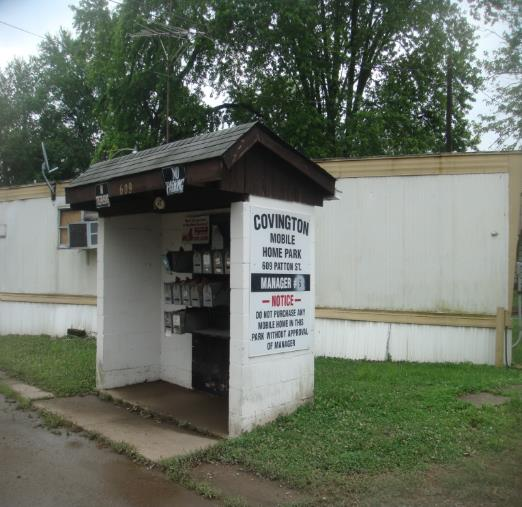 NO
PARKING
609
COVINGTON
MOBILE
HOME PARK
609 PATTON ST.
MANAGER #5
— NOTICE —
DO NOT PURCHASE ANY
MOBILE HOME IN THIS
PARK WITHOUT APPROVAL
OF MANAGER